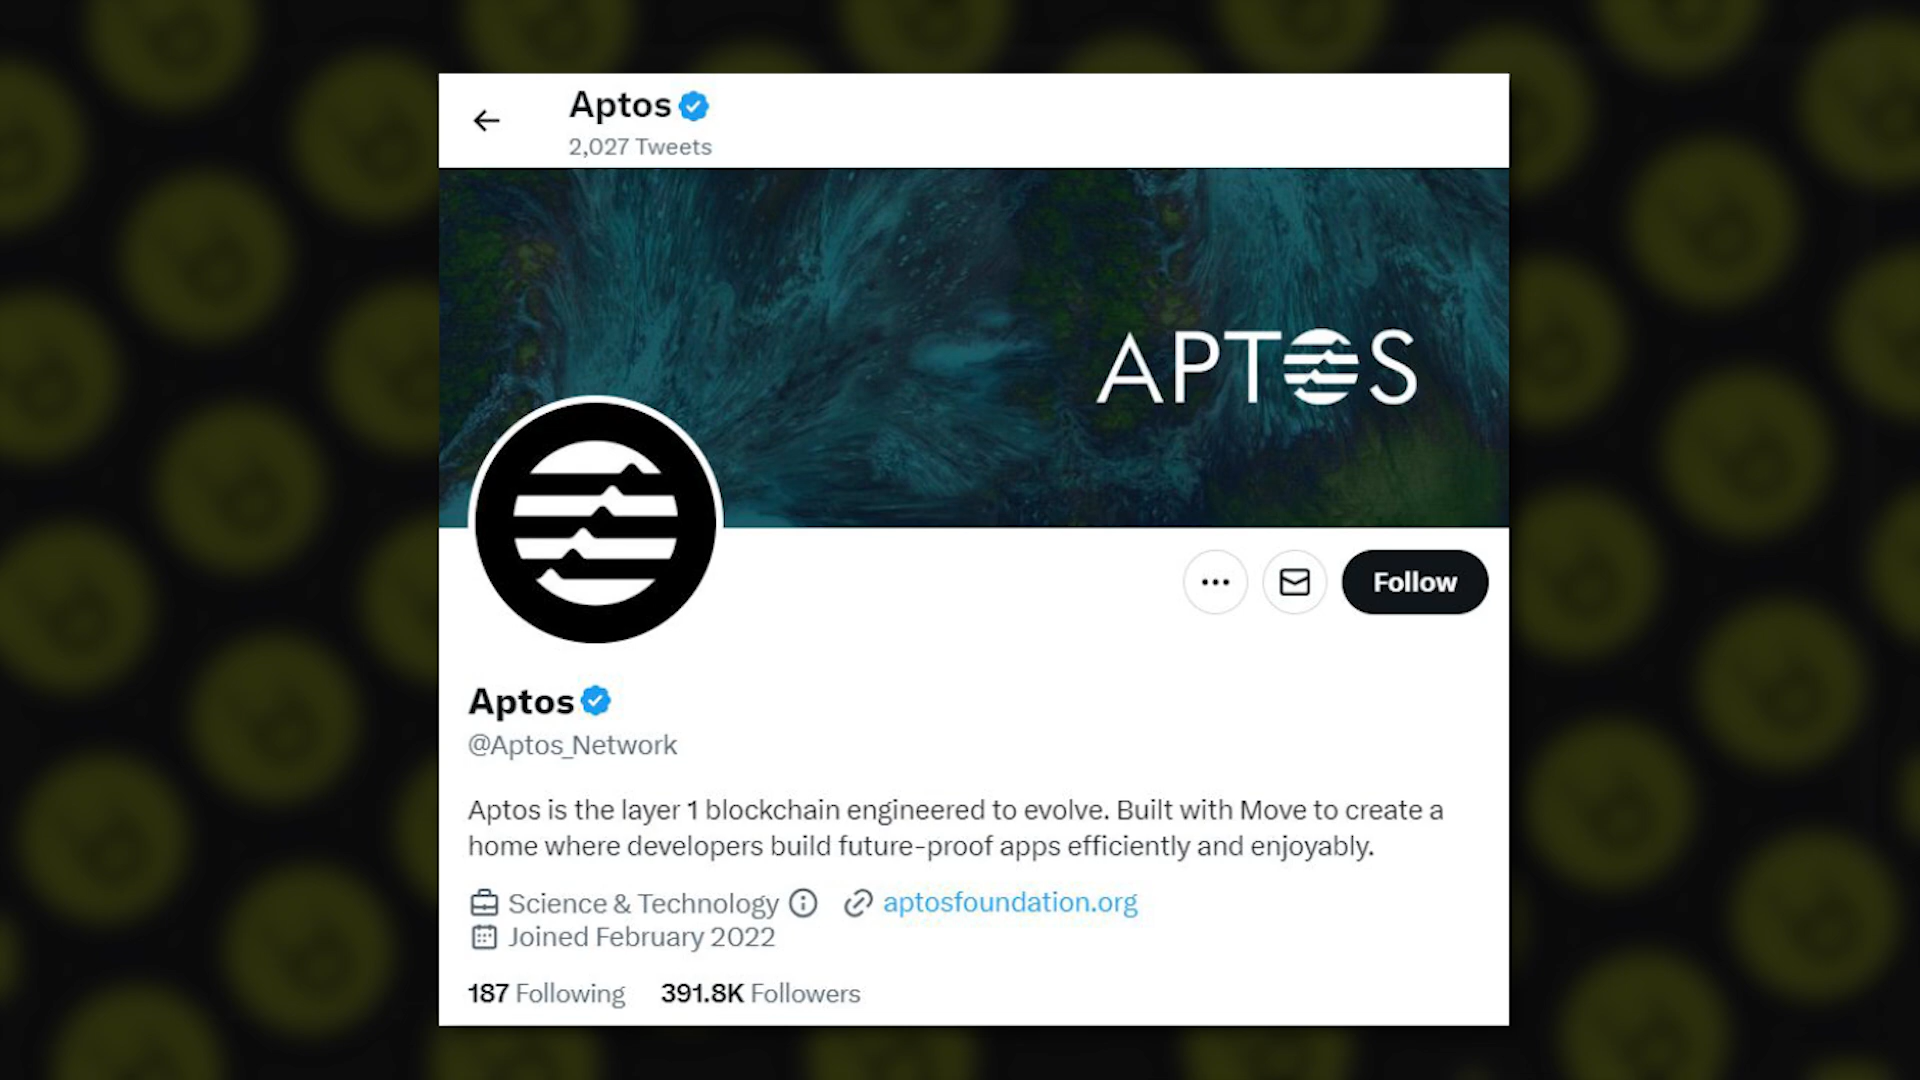 Aptos
2,027 Tweets
APTOS
Follow
Aptos
@Aptos_Network
Aptos is the layer 1 blockchain engineered to evolve. Built with Move to create a
home where developers build future-proof apps efficiently and enjoyably.
Science & Technology aptosfoundation.org
Joined February 2022
187 Following 391.8K Followers